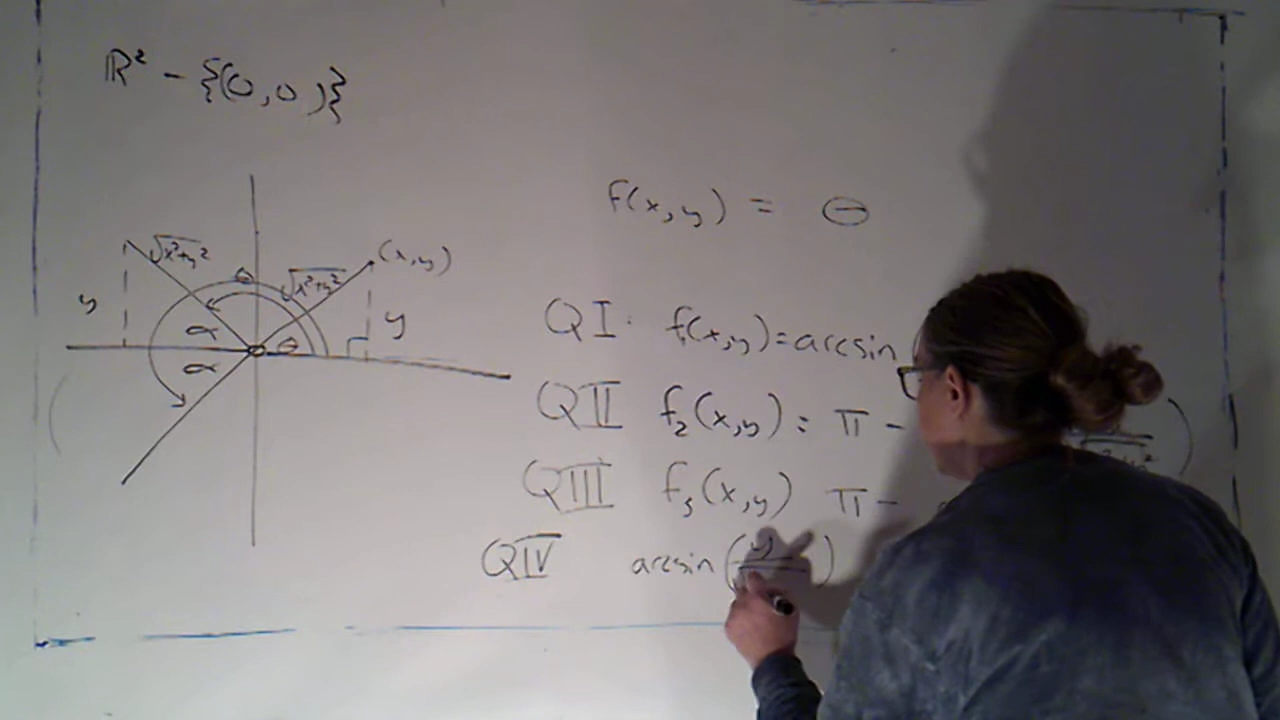 ℝ² - {(0,0)}
f(x,y) = θ
√x²+y²
θ
√x²+y²
(x,y)
y
y
α
θ
α
QI. f(x,y)=arcsin
QII f₂(x,y): π -
QIII f₃(x,y) π -
QIV arcsin(y)